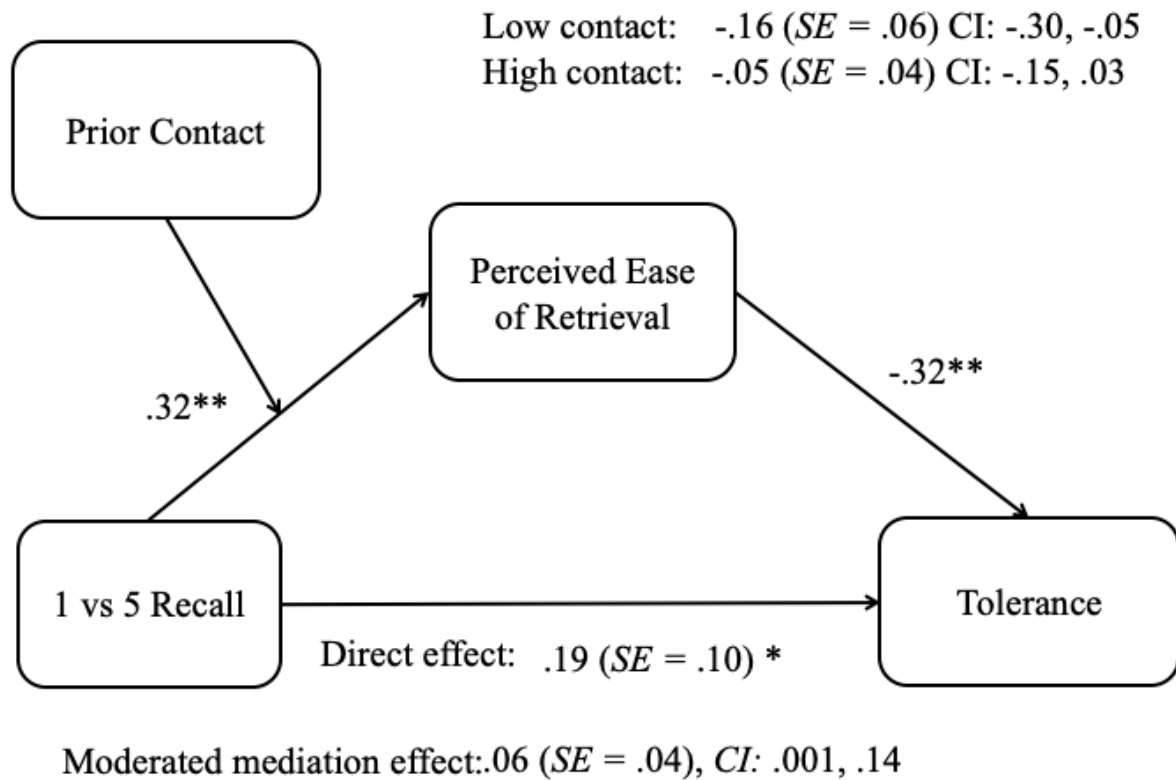 Low contact: -.16 (SE = .06) CI: -.30, -.05
High contact: -.05 (SE = .04) CI: -.15, .03
Prior Contact
Perceived Ease
of Retrieval
.32**
-.32**
1 vs 5 Recall
Tolerance
Direct effect: .19 (SE = .10) *
Moderated mediation effect:.06 (SE = .04), CI: .001, .14